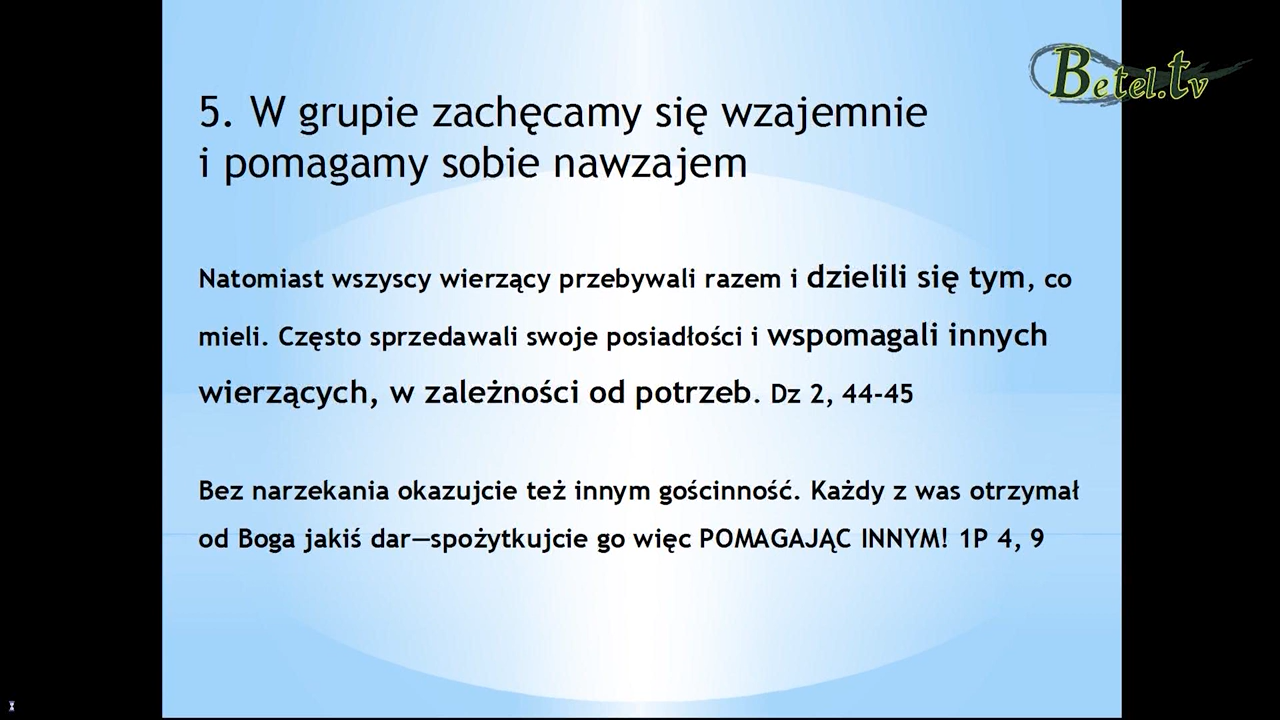 Betel.tv
5. W grupie zachęcamy się wzajemnie
i pomagamy sobie nawzajem
Natomiast wszyscy wierzący przebywali razem i dzielili się tym, co
mieli. Często sprzedawali swoje posiadłości i wspomagali innych
wierzących, w zależności od potrzeb. Dz 2, 44-45
Bez narzekania okazujcie też innym gościnność. Każdy z was otrzymał
od Boga jakiś dar—spożytkujcie go więc POMAGAJĄC INNYM! 1P 4, 9